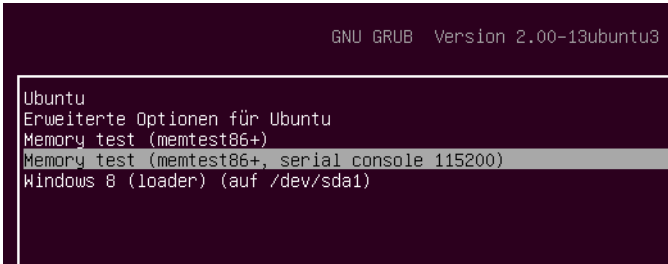 GNU GRUB  Version 2.00-13ubuntu3
Ubuntu
Erweiterte Optionen für Ubuntu
Memory test (memtest86+)
Memory test (memtest86+, serial console 115200)
Windows 8 (loader) (auf /dev/sda1)